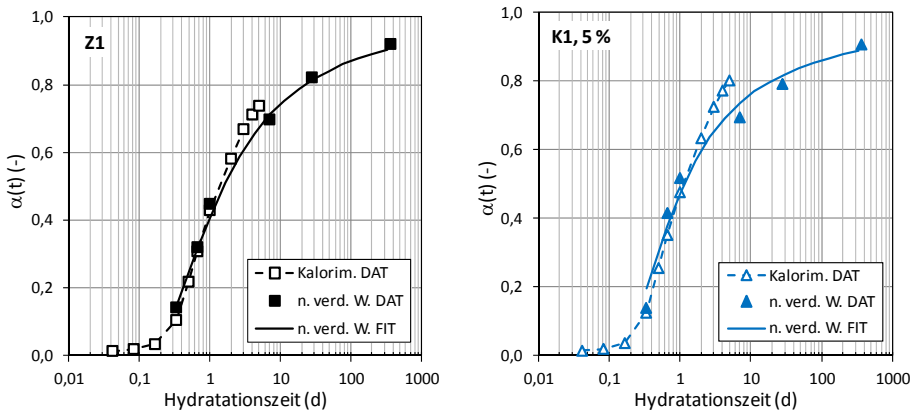 Z1
α(t) (-)
1,0
0,8
0,6
0,4
0,2
0,0
0,01
0,1
1
10
100
1000
Hydratationszeit (d)
Kalorim. DAT
n. verd. W. DAT
n. verd. W. FIT
K1, 5 %
α(t) (-)
1,0
0,8
0,6
0,4
0,2
0,0
0,01
0,1
1
10
100
1000
Hydratationszeit (d)
Kalorim. DAT
n. verd. W. DAT
n. verd. W. FIT